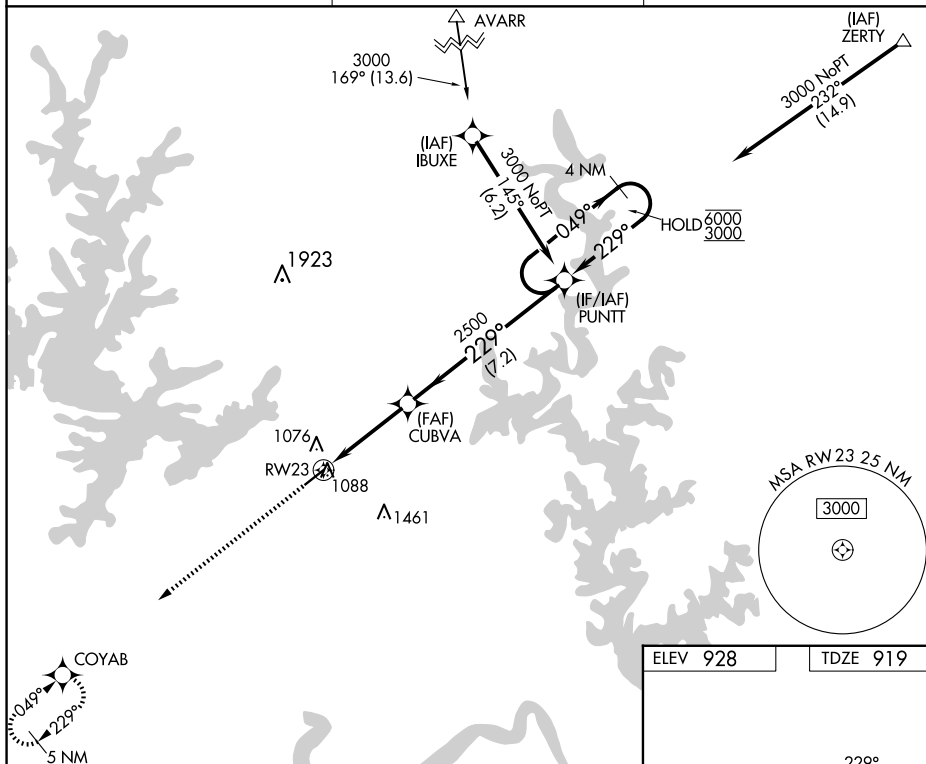 AVARR
(IAF)
ZERTY
3000
169° (13.6)
3000 NoPT
232°
(14.9)
(IAF)
IBUXE
3000 NoPT
145°
(6.2)
4 NM
049°
HOLD 6000
3000
229°
1923
(IF/IAF)
PUNTT
2500
229°
(7.2)
(FAF)
CUBVA
1076
RW23
1088
1461
MSA RW23 25 NM
3000
COYAB
049°
229°
5 NM
ELEV 928
TDZE 919
229°